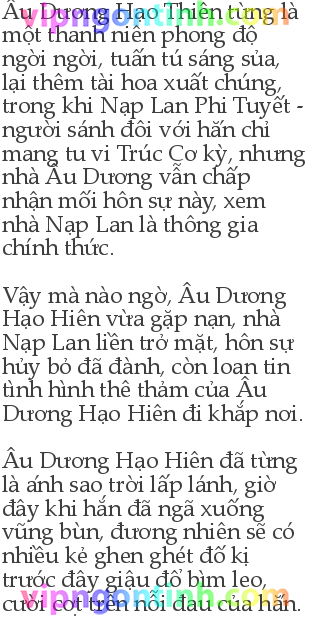 Âu Dương Hạo Thiên từng là
vipngontinh.com
một thanh niên phong độ
ngời ngời, tuấn tú sáng sủa,
lại thêm tài hoa xuất chúng,
trong khi Nạp Lan Phi Tuyết -
người sánh đôi với hắn chỉ
mang tu vi Trúc Cơ kỳ, nhưng
nhà Âu Dương vẫn chấp
nhận mối hôn sự này, xem
nhà Nạp Lan là thông gia
chính thức.
Vậy mà nào ngờ, Âu Dương
Hạo Hiên vừa gặp nạn, nhà
Nạp Lan liền trở mặt, hôn sự
hủy bỏ đã đành, còn loan tin
tình hình thê thảm của Âu
Dương Hạo Hiên đi khắp nơi.
Âu Dương Hạo Hiên đã từng
là ánh sao trời lấp lánh, giờ
đây khi hắn đã ngã xuống
vũng bùn, đương nhiên sẽ có
nhiều kẻ ghen ghét đố kị
trước đây giậu đổ bìm leo,
cười cợt trên nỗi đau của hắn.
vipngontinh.com